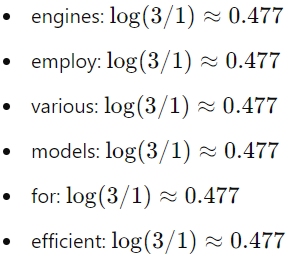 • engines: log(3/1) ≈ 0.477
• employ: log(3/1) ≈ 0.477
• various: log(3/1) ≈ 0.477
• models: log(3/1) ≈ 0.477
• for: log(3/1) ≈ 0.477
• efficient: log(3/1) ≈ 0.477